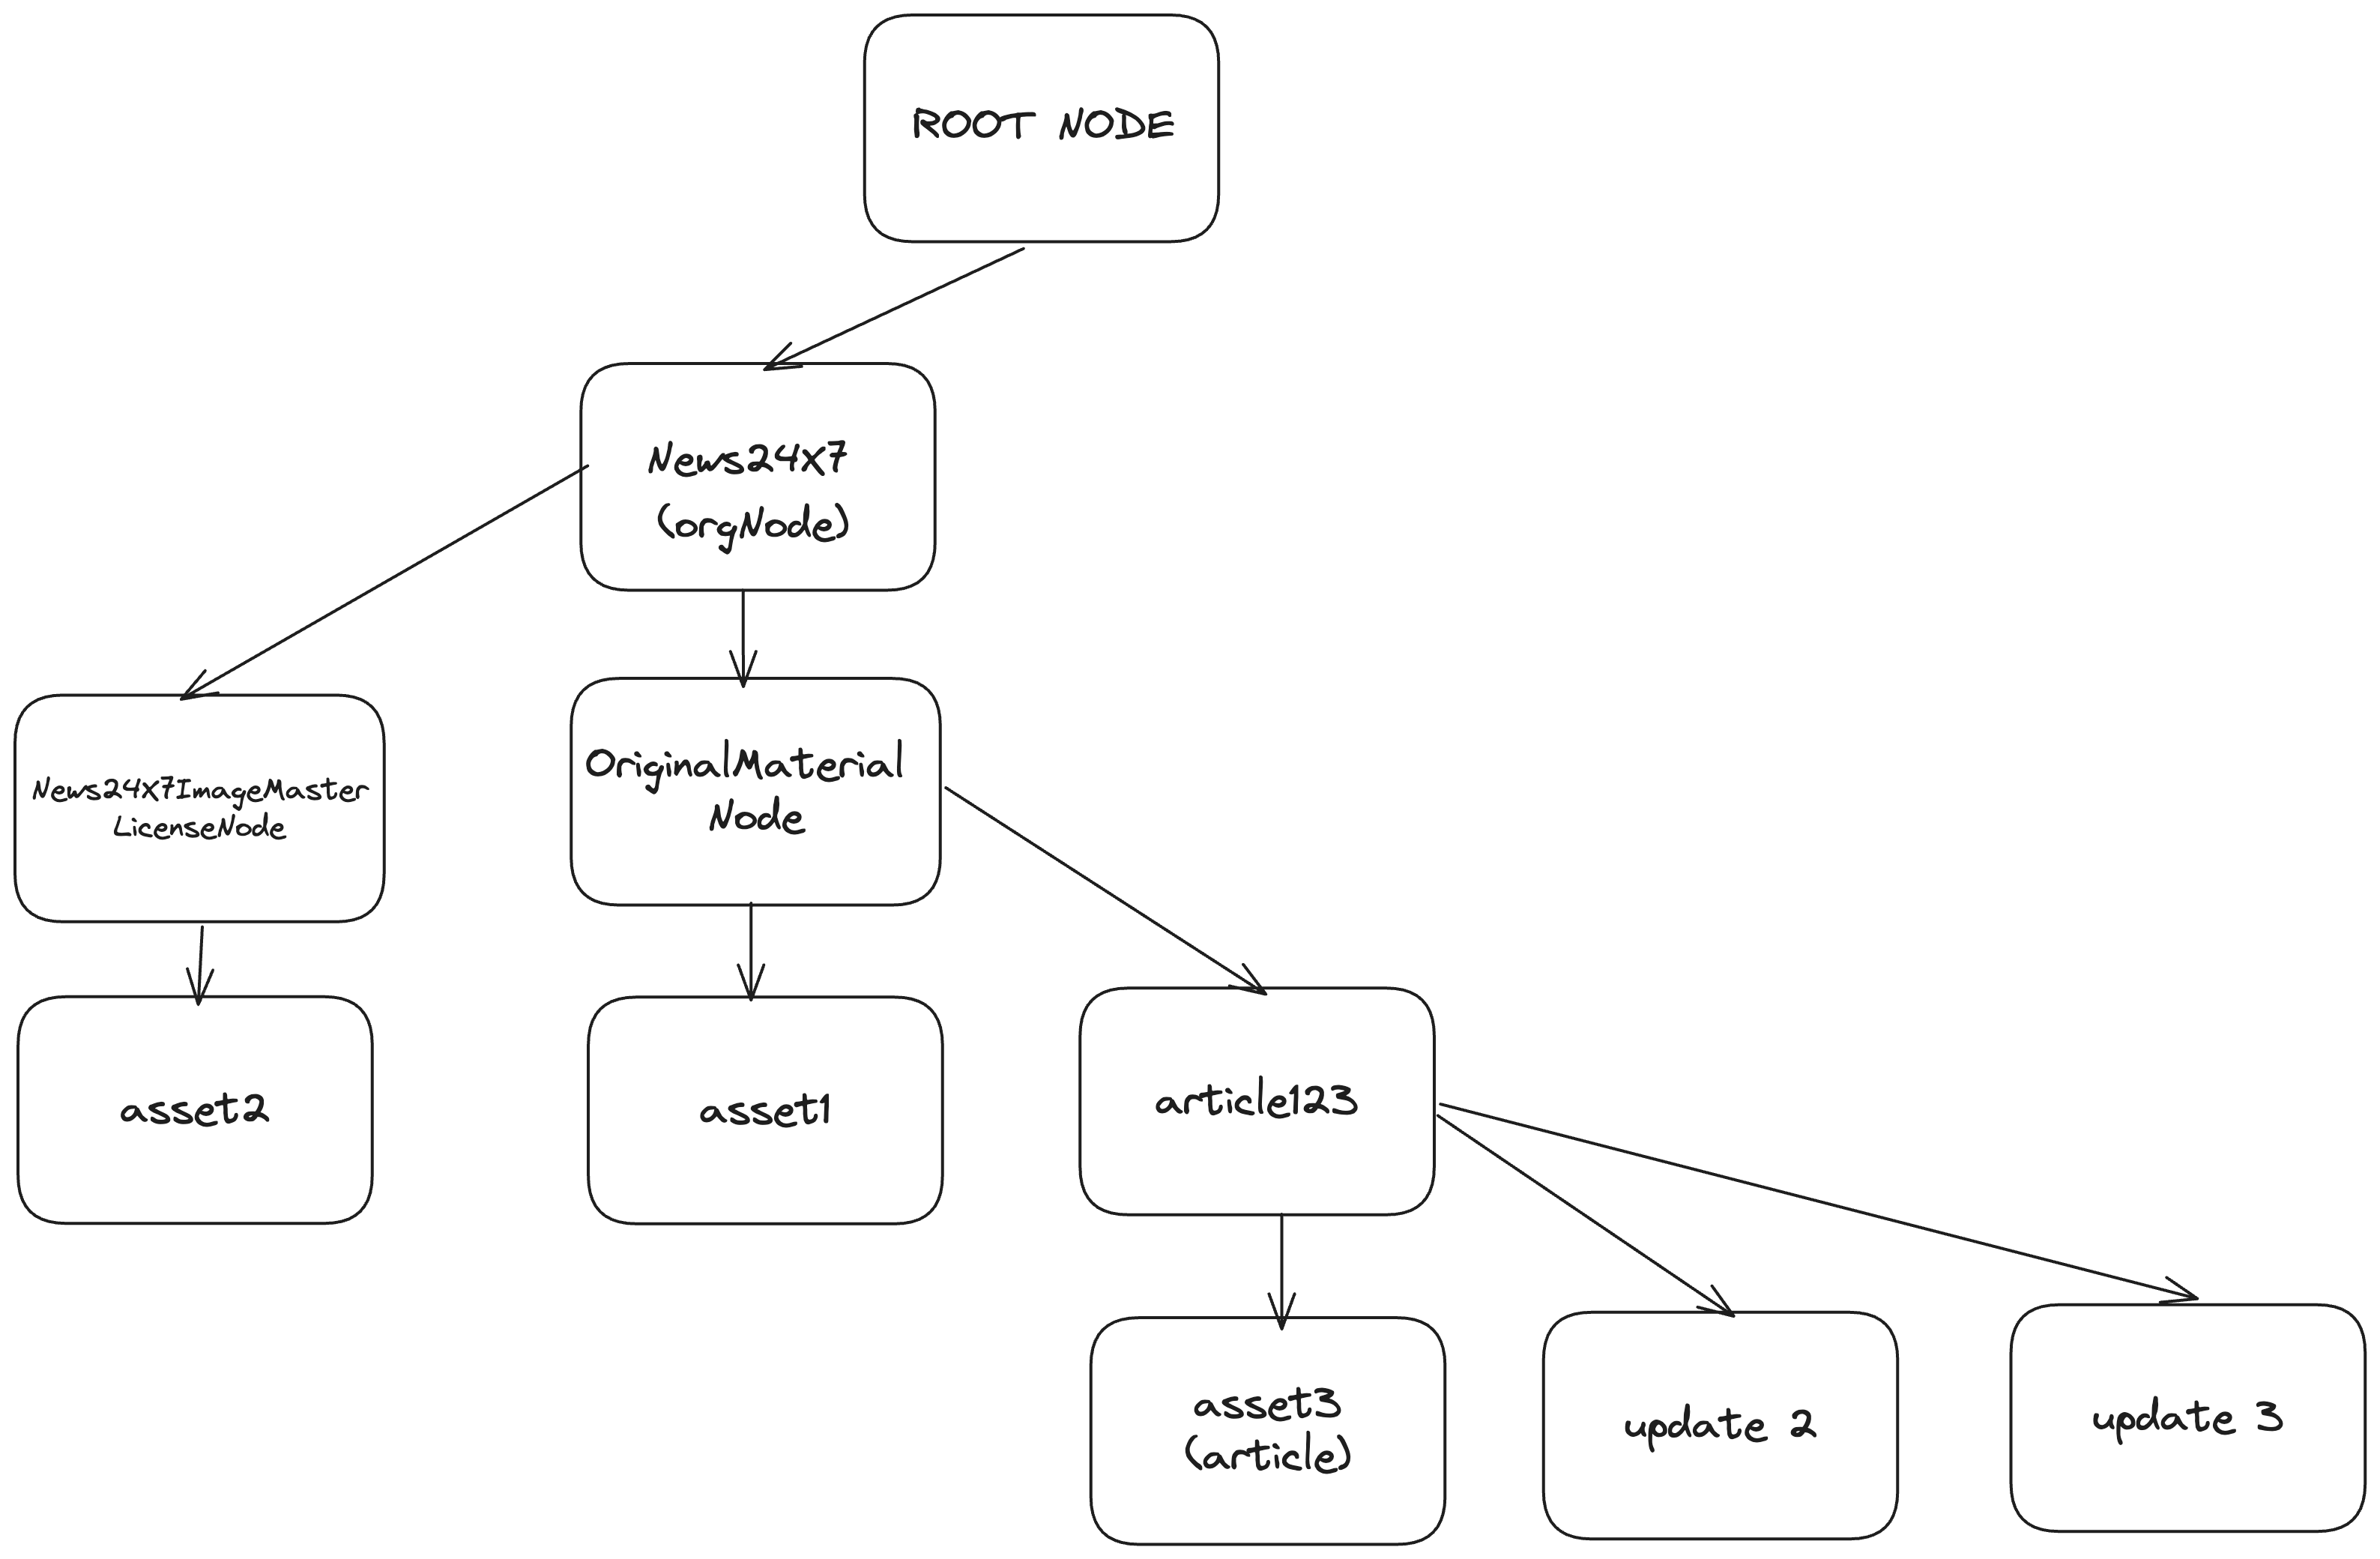 ROOT NODE
News24x7
(orgNode)
News24x7ImageMaster
LicenseNode
OriginalMaterial
Node
asset2
asset1
article123
asset3
(article)
update 2
update 3